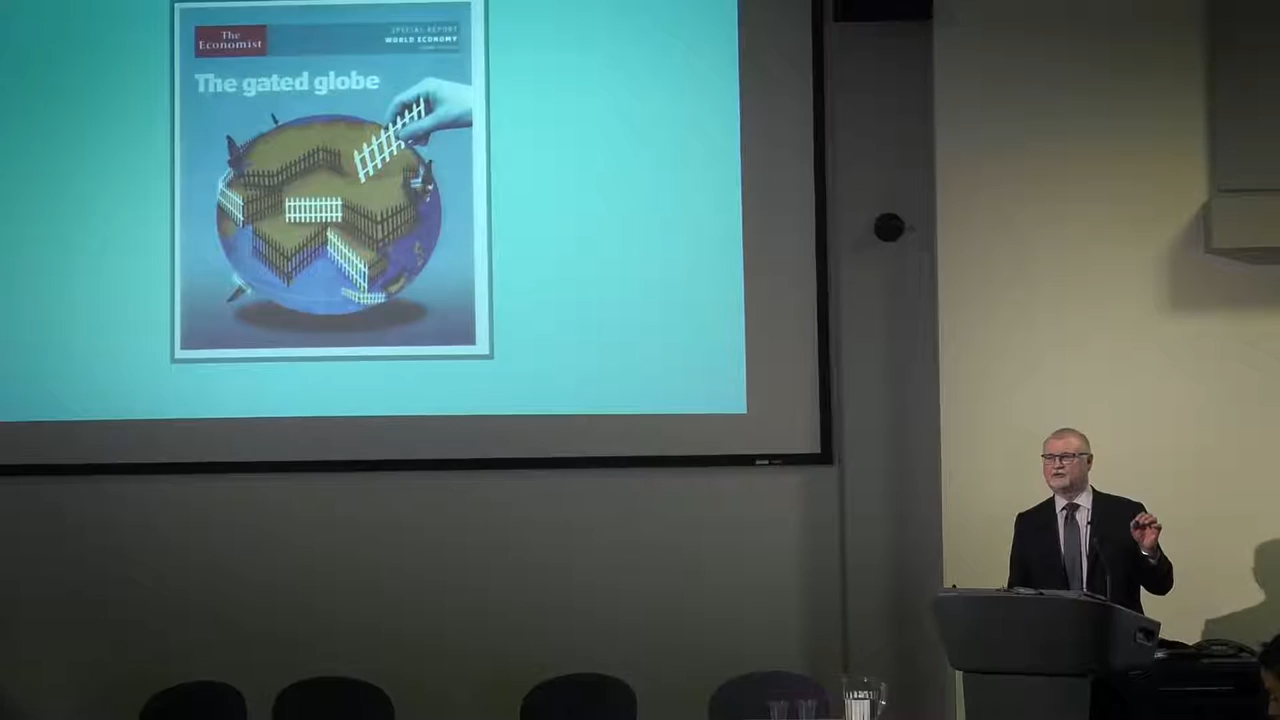 The
Economist
SPECIAL REPORT
WORLD ECONOMY
The gated globe